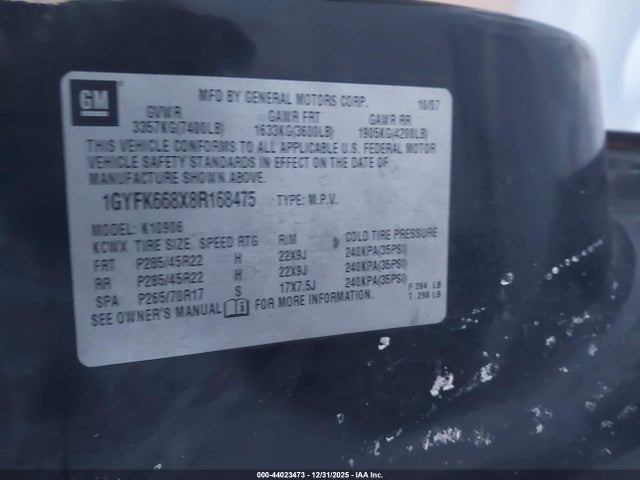 GM
MFD BY GENERAL MOTORS CORP. 10/07
GVWR GAWR FRT GAWR RR
3357KG(7400LB) 1633KG(3600LB) 1905KG(4200LB)
THIS VEHICLE CONFORMS TO ALL APPLICABLE U.S. FEDERAL MOTOR
VEHICLE SAFETY STANDARDS IN EFFECT ON THE DATE OF
MANUFACTURE SHOWN ABOVE.
1GYFK668X8R168475 TYPE: M.P.V.
MODEL: K10906
KCWX TIRE SIZE SPEED RTG RIM COLD TIRE PRESSURE
FRT P285/45R22 H 22X9J 240KPA(35PSI)
RR P285/45R22 H 22X9J 240KPA(35PSI)
SPA P265/70R17 S 17X7.5J 240KPA(35PSI)
SEE OWNER'S MANUAL FOR MORE INFORMATION. F 284 LB
T 298 LB
000-44023473 - 12/31/2025 - IAA Inc.